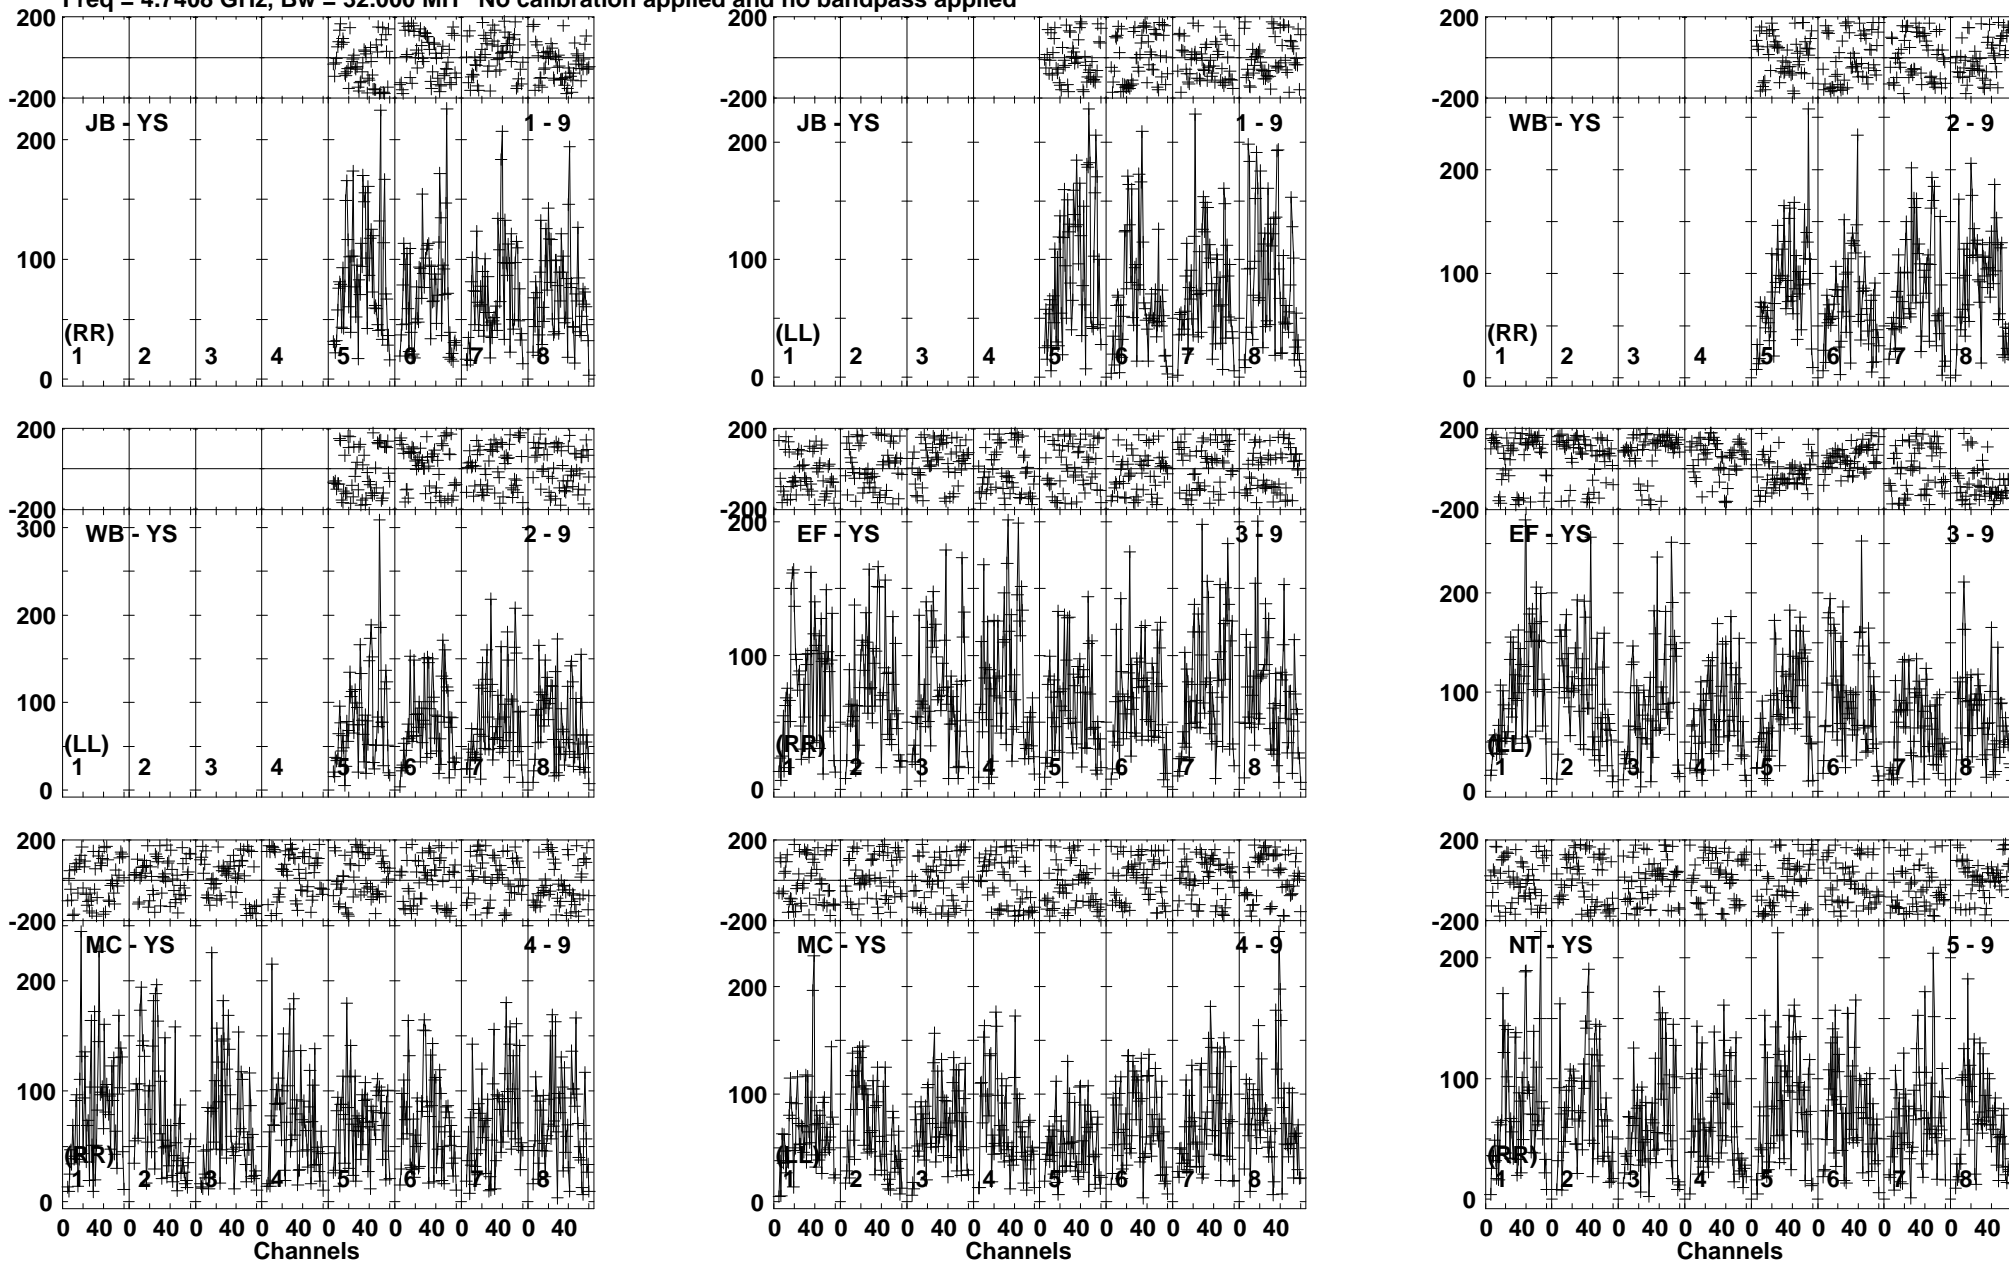 Freq = 4.7408 GHz, Bw = 32.000 MH No calibration applied and no bandpass applied
200 200 200
-200 -200 -200
JB - YS 1 - 9 JB - YS 1 - 9 WB - YS 2 - 9
200 200 200
100 100 100
(RR) (LL) (RR)
1 2 3 4 5 6 7 8 1 2 3 4 5 6 7 8 1 2 3 4 5 6 7 8
0 0 0
200 200 200
-200 -200 -200
WB - YS 2 - 9 EF - YS 3 - 9 EF - YS 3 - 9
300 200
200 200
100 100 100
(LL) (RR) (LL)
1 2 3 4 5 6 7 8 1 2 3 4 5 6 7 8 1 2 3 4 5 6 7 8
0 0 0
200 200 200
-200 -200 -200
MC - YS 4 - 9 MC - YS 4 - 9 NT - YS 5 - 9
200 200 200
100 100 100
(RR) (LL) (RR)
1 2 3 4 5 6 7 8 1 2 3 4 5 6 7 8 1 2 3 4 5 6 7 8
0 0 0
0 40 0 40 0 40 0 40 0 40 0 40 0 40 0 40 0 40 0 40 0 40 0 40 0 40 0 40 0 40 0 40 0 40 0 40 0 40 0 40 0 40 0 40 0 40 0 40
Channels Channels Channels